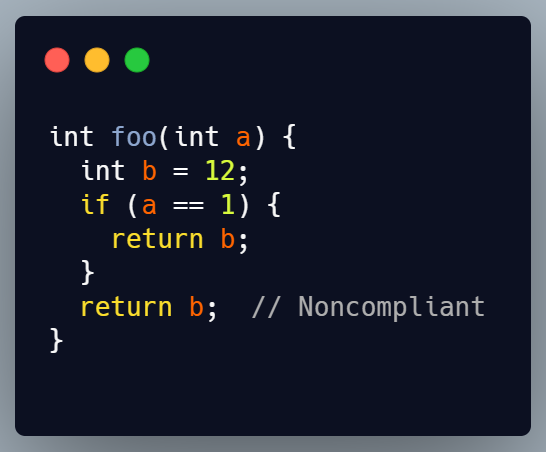 int foo(int a) {
  int b = 12;
  if (a == 1) {
    return b;
  }
  return b;  // Noncompliant
}